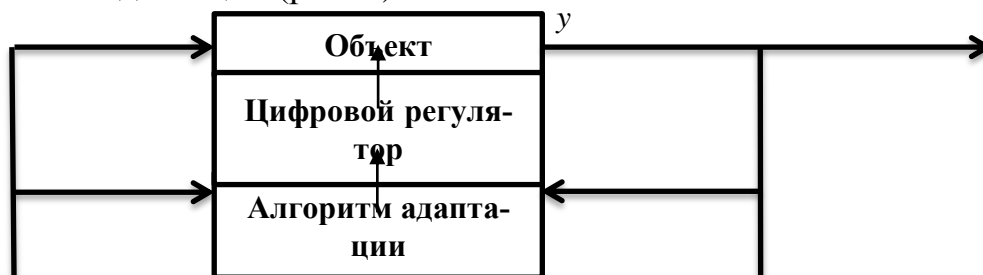 y
Объект
Цифровой регуля-
тор
Алгоритм адапта-
ции